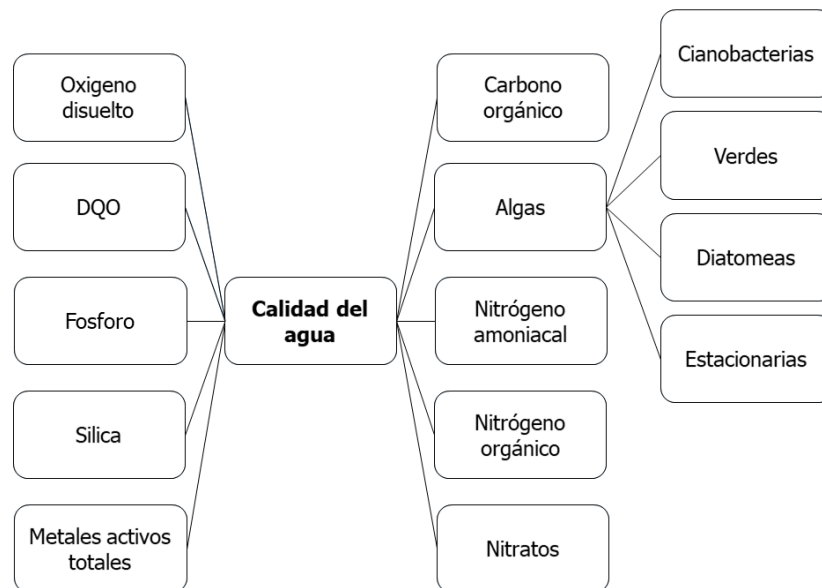 Oxigeno
disuelto
DQO
Fosforo
Silica
Metales activos
totales
Calidad del
agua
Carbono
orgánico
Algas
Nitrógeno
amoniacal
Nitrógeno
orgánico
Nitratos
Cianobacterias
Verdes
Diatomeas
Estacionarias